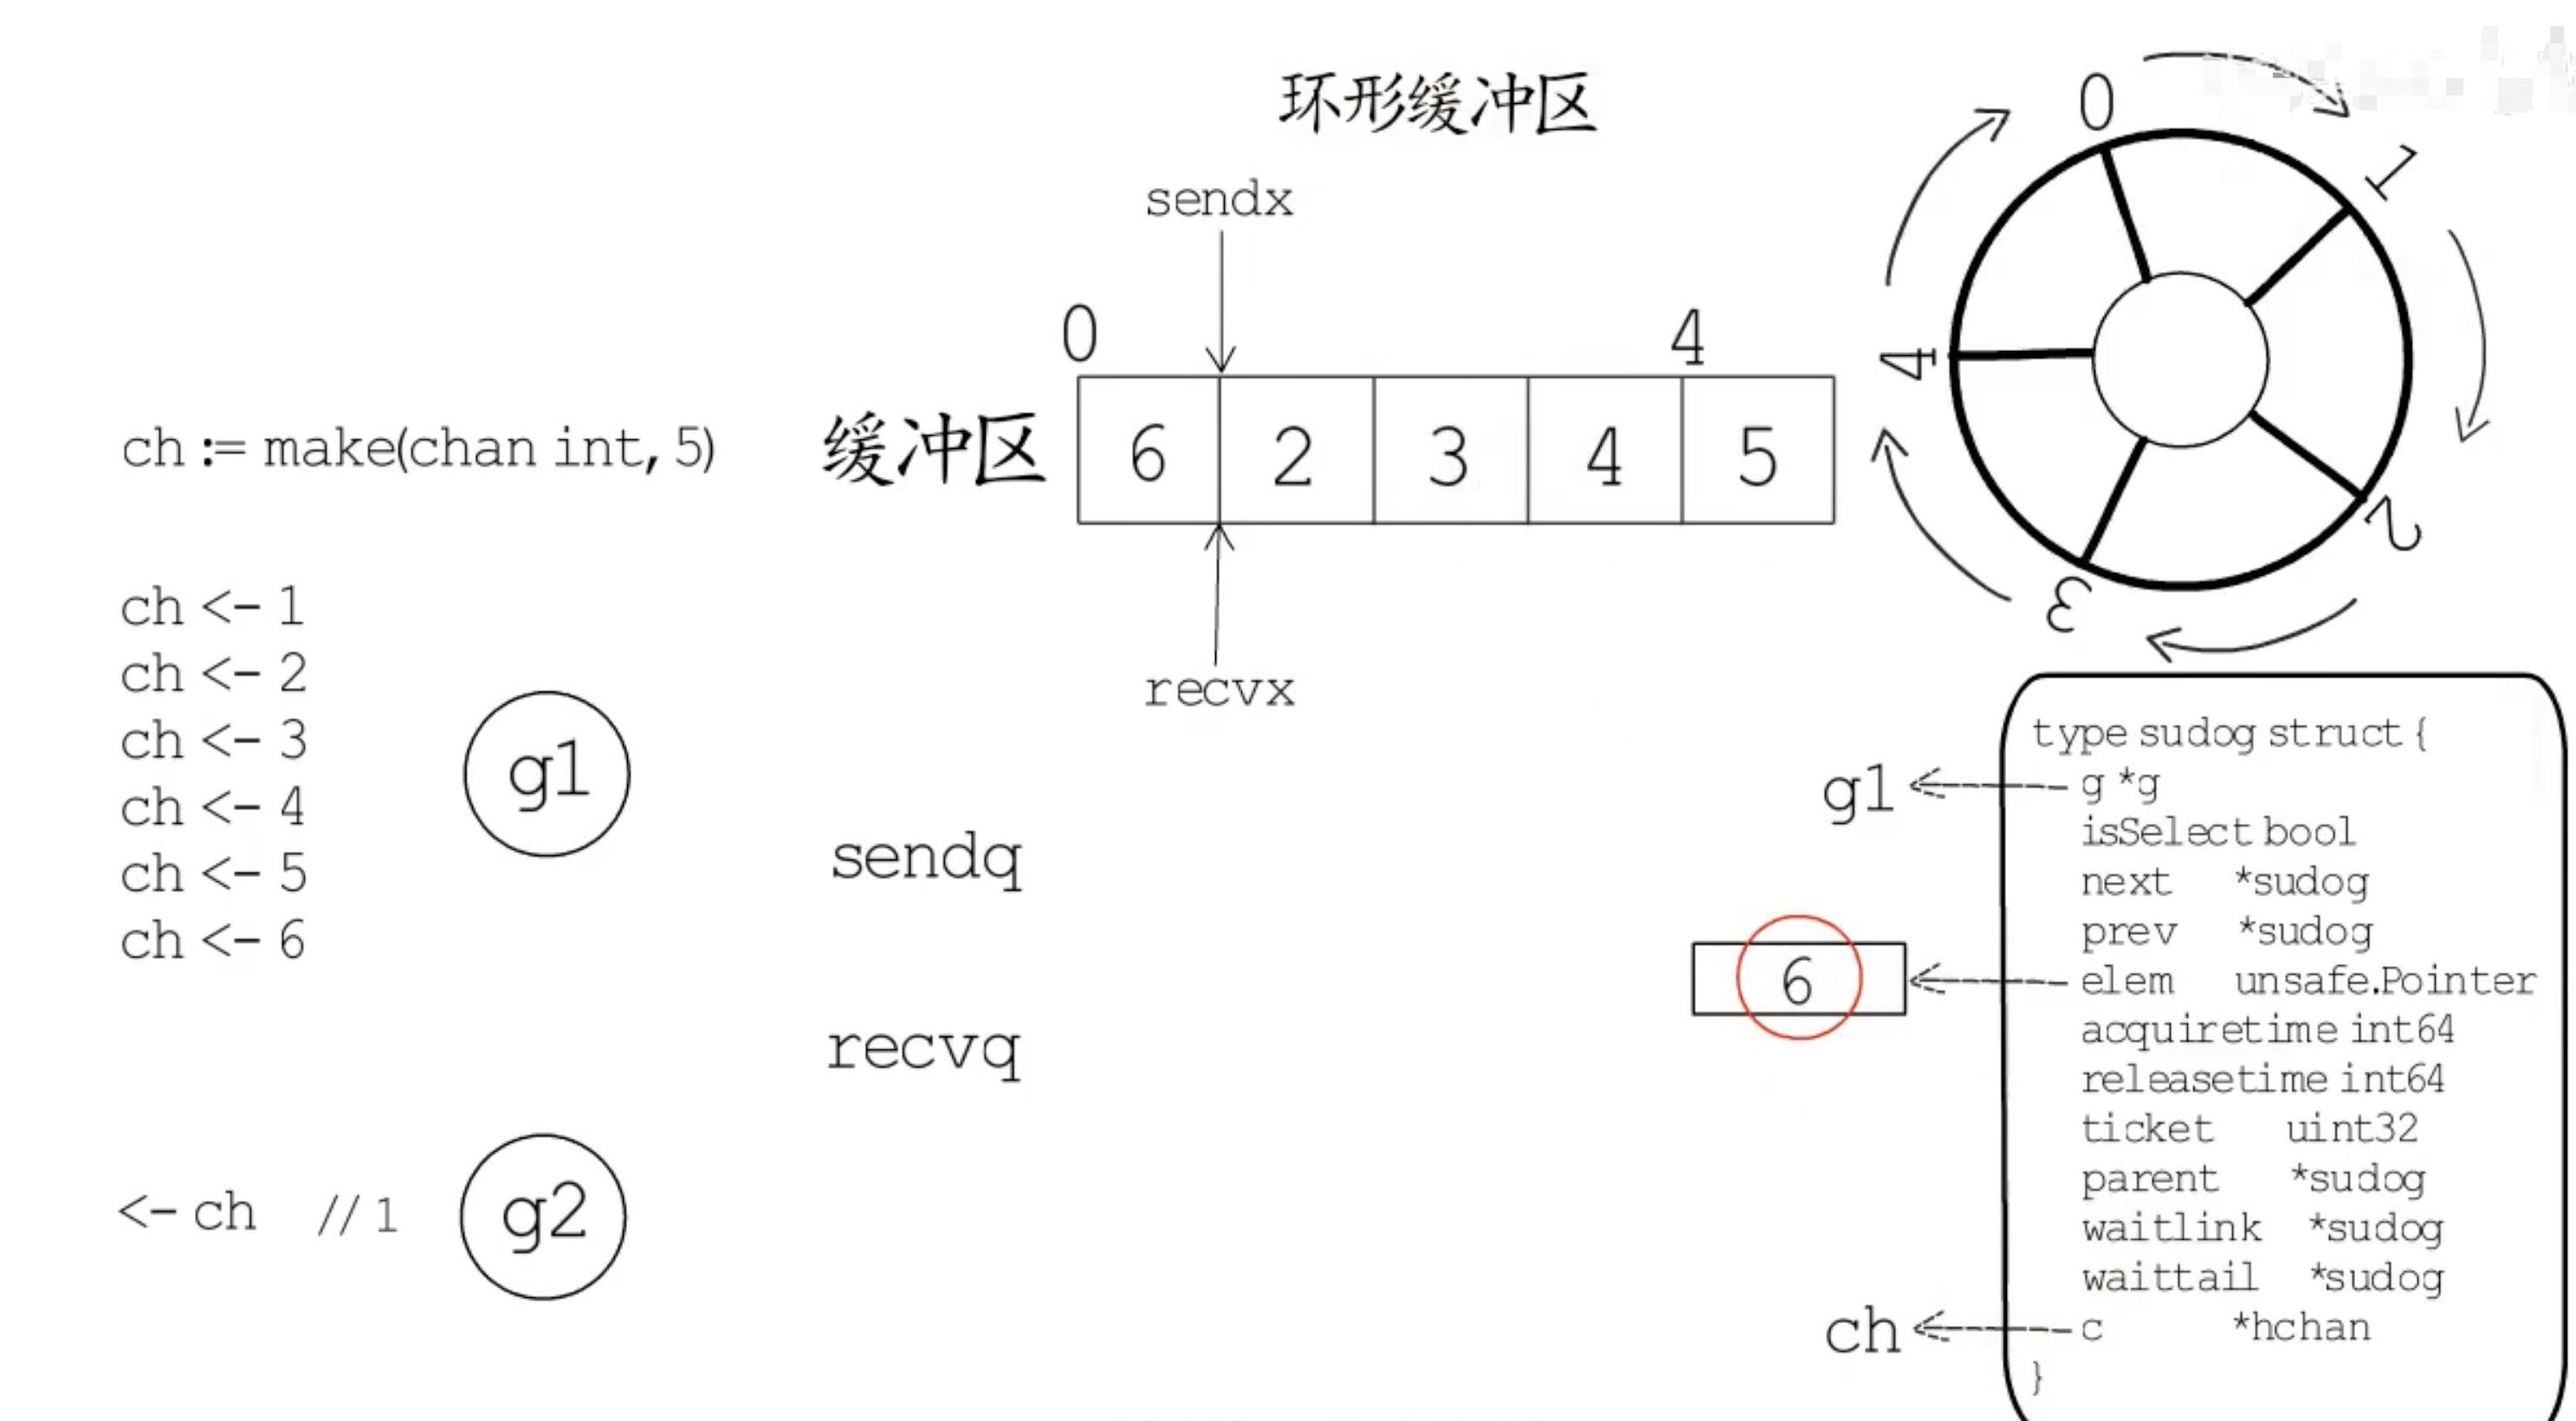 环形缓冲区
sendx
0 4
ch := make(chan int, 5)
缓冲区 6 2 3 4 5
recvx
0
1
2
3
4
ch <- 1
ch <- 2
ch <- 3
ch <- 4
ch <- 5
ch <- 6
g1
sendq
recvq
<- ch // 1
g2
g1
6
ch
type sudog struct {
g *g
isSelect bool
next *sudog
prev *sudog
elem unsafe.Pointer
acquiretime int64
releasetime int64
ticket uint32
parent *sudog
waitlink *sudog
waittail *sudog
c *hchan
}